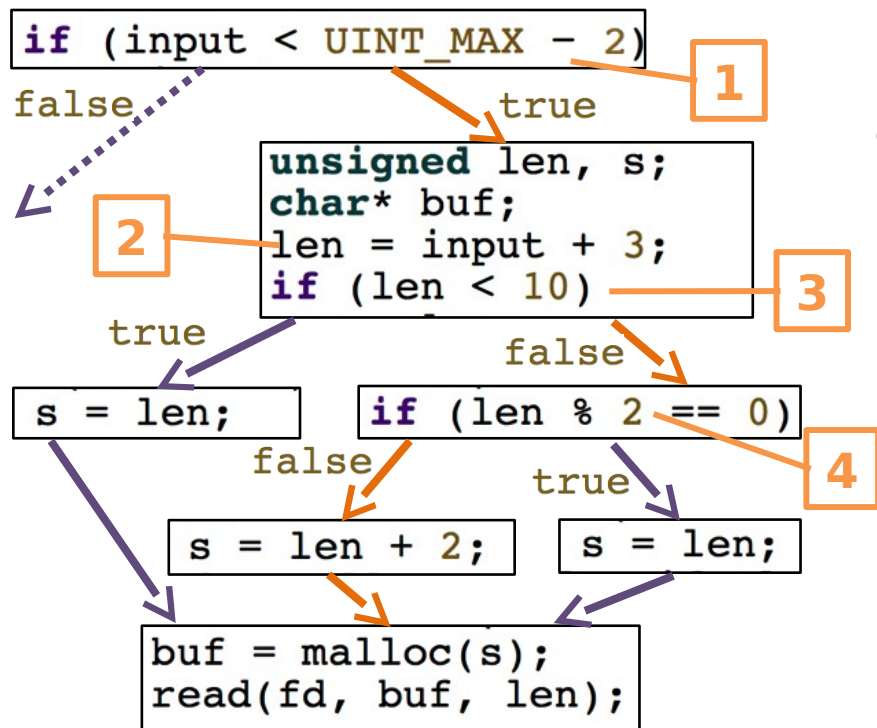 if (input < UINT_MAX - 2)
1
false
true
unsigned len, s;
char* buf;
2
len = input + 3;
if (len < 10)
3
true
false
s = len;
if (len % 2 == 0)
false
true
4
s = len + 2;
s = len;
buf = malloc(s);
read(fd, buf, len);